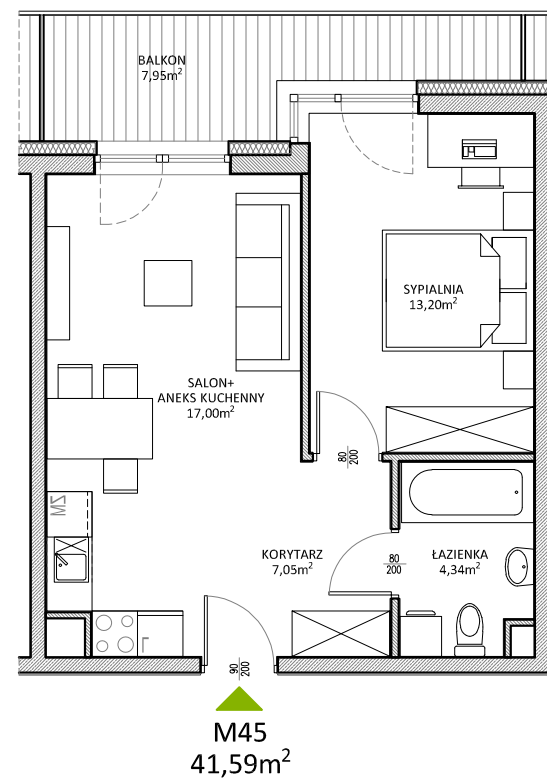 BALKON
7,95m²
SYPIALNIA
13,20m²
SALON+
ANEKS KUCHENNY
17,00m²
80
200
MZ
KORYTARZ
7,05m²
80
200
ŁAZIENKA
4,34m²
L
90
200
M45
41,59m²